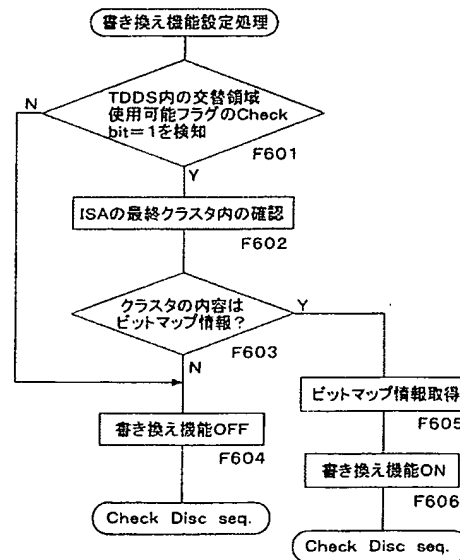 書き換え機能設定処理
N
TDDS内の交替領域
使用可能フラグのCheck
bit=1を検知
F601
Y
ISAの最終クラスタ内の確認
F602
クラスタの内容は
ビットマップ情報?
Y
F603
N
ビットマップ情報取得
F605
書き換え機能OFF
F604
書き換え機能ON
F606
Check Disc seq.
Check Disc seq.